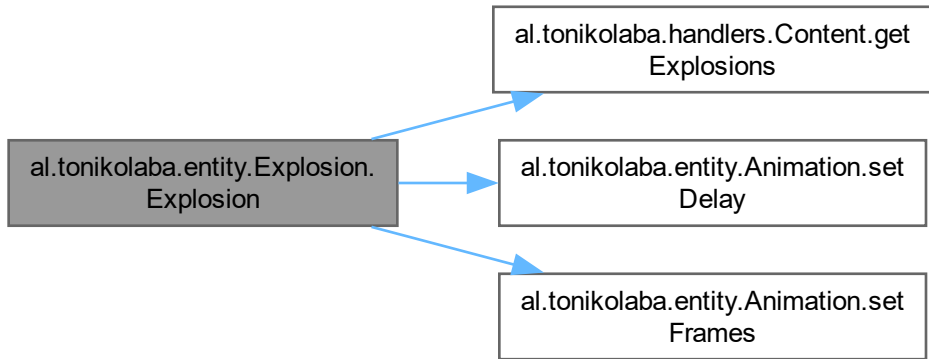 al.tonikolaba.handlers.Content.get
Explosions
al.tonikolaba.entity.Explosion.
Explosion
al.tonikolaba.entity.Animation.set
Delay
al.tonikolaba.entity.Animation.set
Frames